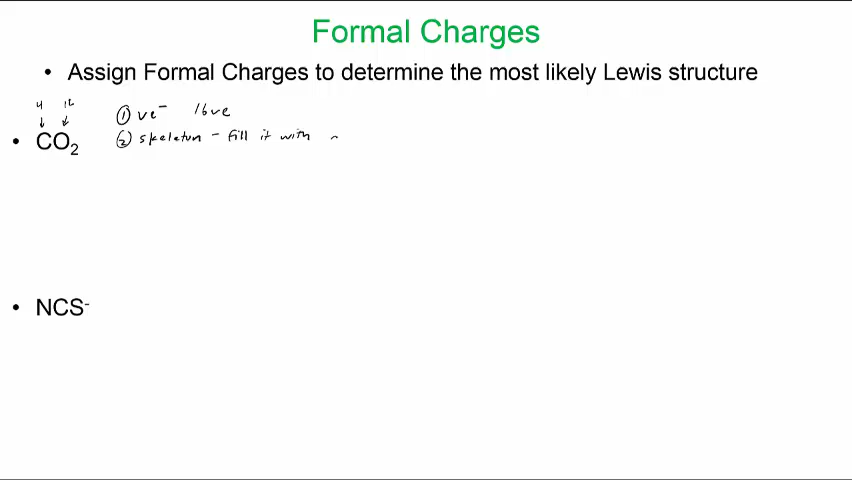 Formal Charges
• Assign Formal Charges to determine the most likely Lewis structure
4 12
① ve⁻ 16ve
• CO₂
② skeleton - fill it with
• NCS⁻